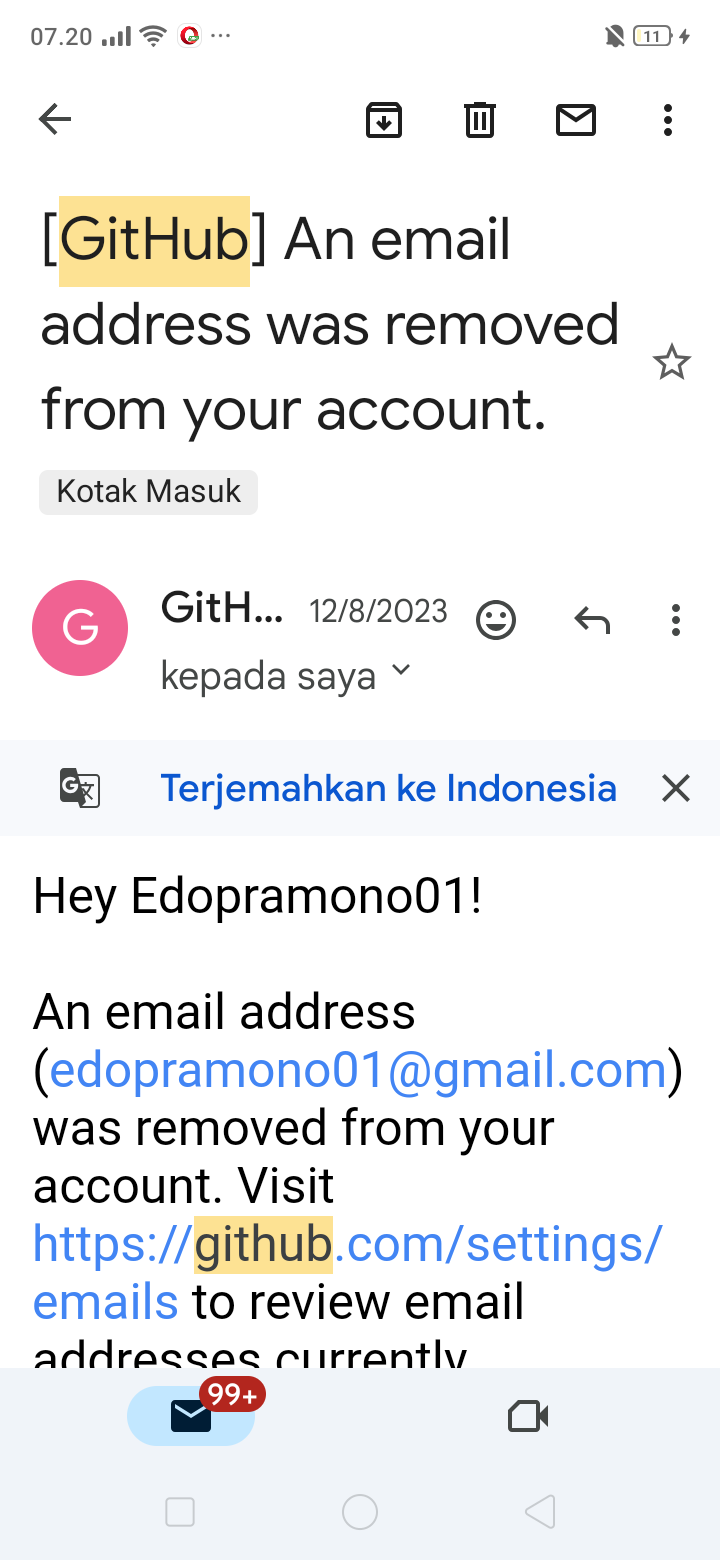 07.20
11
[GitHub] An email
address was removed
from your account.
Kotak Masuk
G
GitH... 12/8/2023
kepada saya
Terjemahkan ke Indonesia
Hey Edopramono01!
An email address
(edopramono01@gmail.com)
was removed from your
account. Visit
https://github.com/settings/
emails to review email
addresses currently
99+